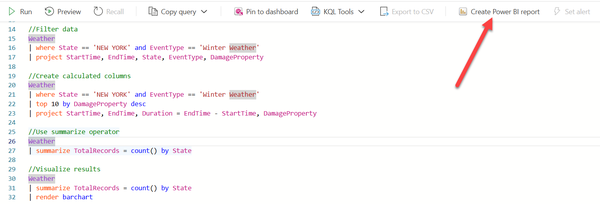 Run Preview Recall Copy query Pin to dashboard KQL Tools Export to CSV Create Power BI report Set alert
14 //Filter data
15 Weather
16 | where State == 'NEW YORK' and EventType == 'Winter Weather'
17 | project StartTime, EndTime, State, EventType, DamageProperty
18
19 //Create calculated columns
20 Weather
21 | where State == 'NEW YORK' and EventType == 'Winter Weather'
22 | top 10 by DamageProperty desc
23 | project StartTime, EndTime, Duration = EndTime - StartTime, DamageProperty
24
25 //Use summarize operator
26 Weather
27 | summarize TotalRecords = count() by State
28
29 //Visualize results
30 Weather
31 | summarize TotalRecords = count() by State
32 | render barchart